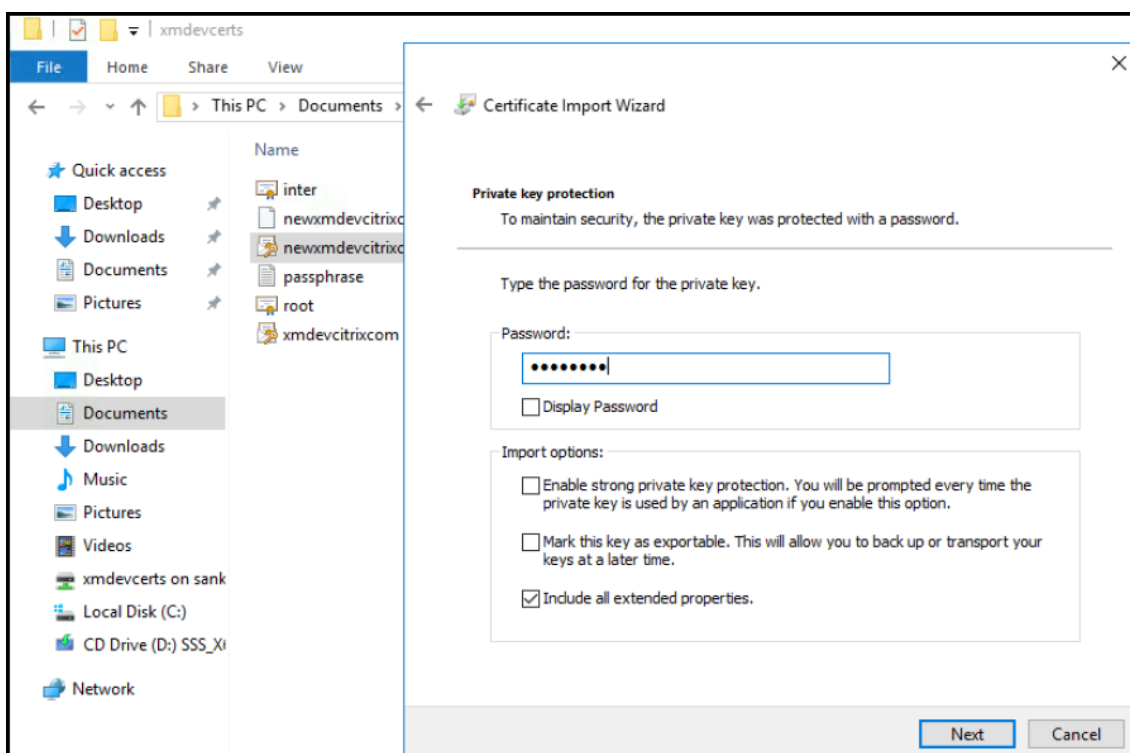 xmdevcerts
File Home Share View
This PC > Documents >
Quick access
Desktop
Downloads
Documents
Pictures
This PC
Desktop
Documents
Downloads
Music
Pictures
Videos
xmdevcerts on sank
Local Disk (C:)
CD Drive (D:)
Network
Name
inter
newxmdevcitrixc
newxmdevcitrixc
passphrase
root
xmdevcitrixcom
Certificate Import Wizard
Private key protection
To maintain security, the private key was protected with a password.
Type the password for the private key.
Password:
••••••••
Display Password
Import options:
Enable strong private key protection. You will be prompted every time the
private key is used by an application if you enable this option.
Mark this key as exportable. This will allow you to back up or transport your
keys at a later time.
Include all extended properties.
Next Cancel